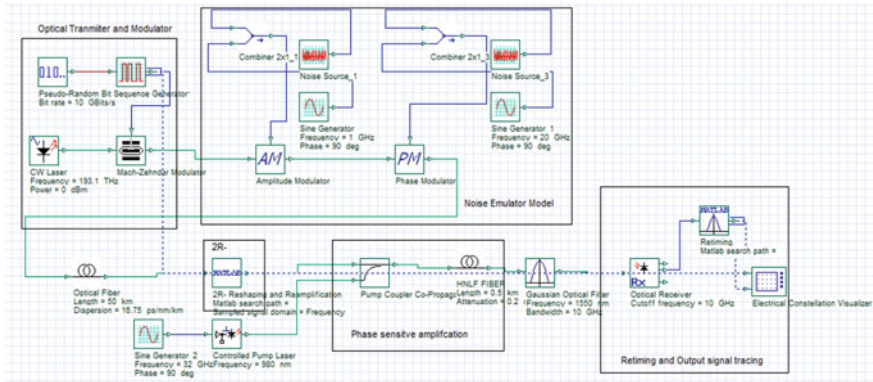 Optical Tranmiter and Modulator
010..
Pseudo-Random Bit Sequence Generator
Bit rate = 10 GBits/s
CW Laser
Frequency = 193.1 THz
Power = 0 dBm
Mach-Zehnder Modulator
Combiner 2x1_1
Noise Source_1
Sine Generator
Frequency = 1 GHz
Phase = 90 deg
AM
Amplitude Modulator
Combiner 2x1_3
Noise Source_3
Sine Generator 1
Frequency = 20 GHz
Phase = 90 deg
PM
Phase Modulator
Noise Emulator Model
Optical Fiber
Length = 50 km
Dispersion = 16.75 ps/nm/km
2R-
MATLAB
2R- Reshaping and Reamplification
Matlab search path =
Sampled signal domain = Frequency
Sine Generator 2
Frequency = 32 GHz
Phase = 90 deg
Controlled Pump Laser
Frequency = 980 nm
Pump Coupler Co-Propaga
HNLF FIBER
Length = 0.5 km
Attenuation = 0.2
Phase sensitve amplifcation
Gaussian Optical Filter
Frequency = 1550 nm
Bandwidth = 10 GHz
MATLAB
Retiming
Matlab search path =
Rx
Optical Receiver
Cutoff frequency = 10 GHz
Electrical Constellation Visualizer
Retiming and Output signal tracing